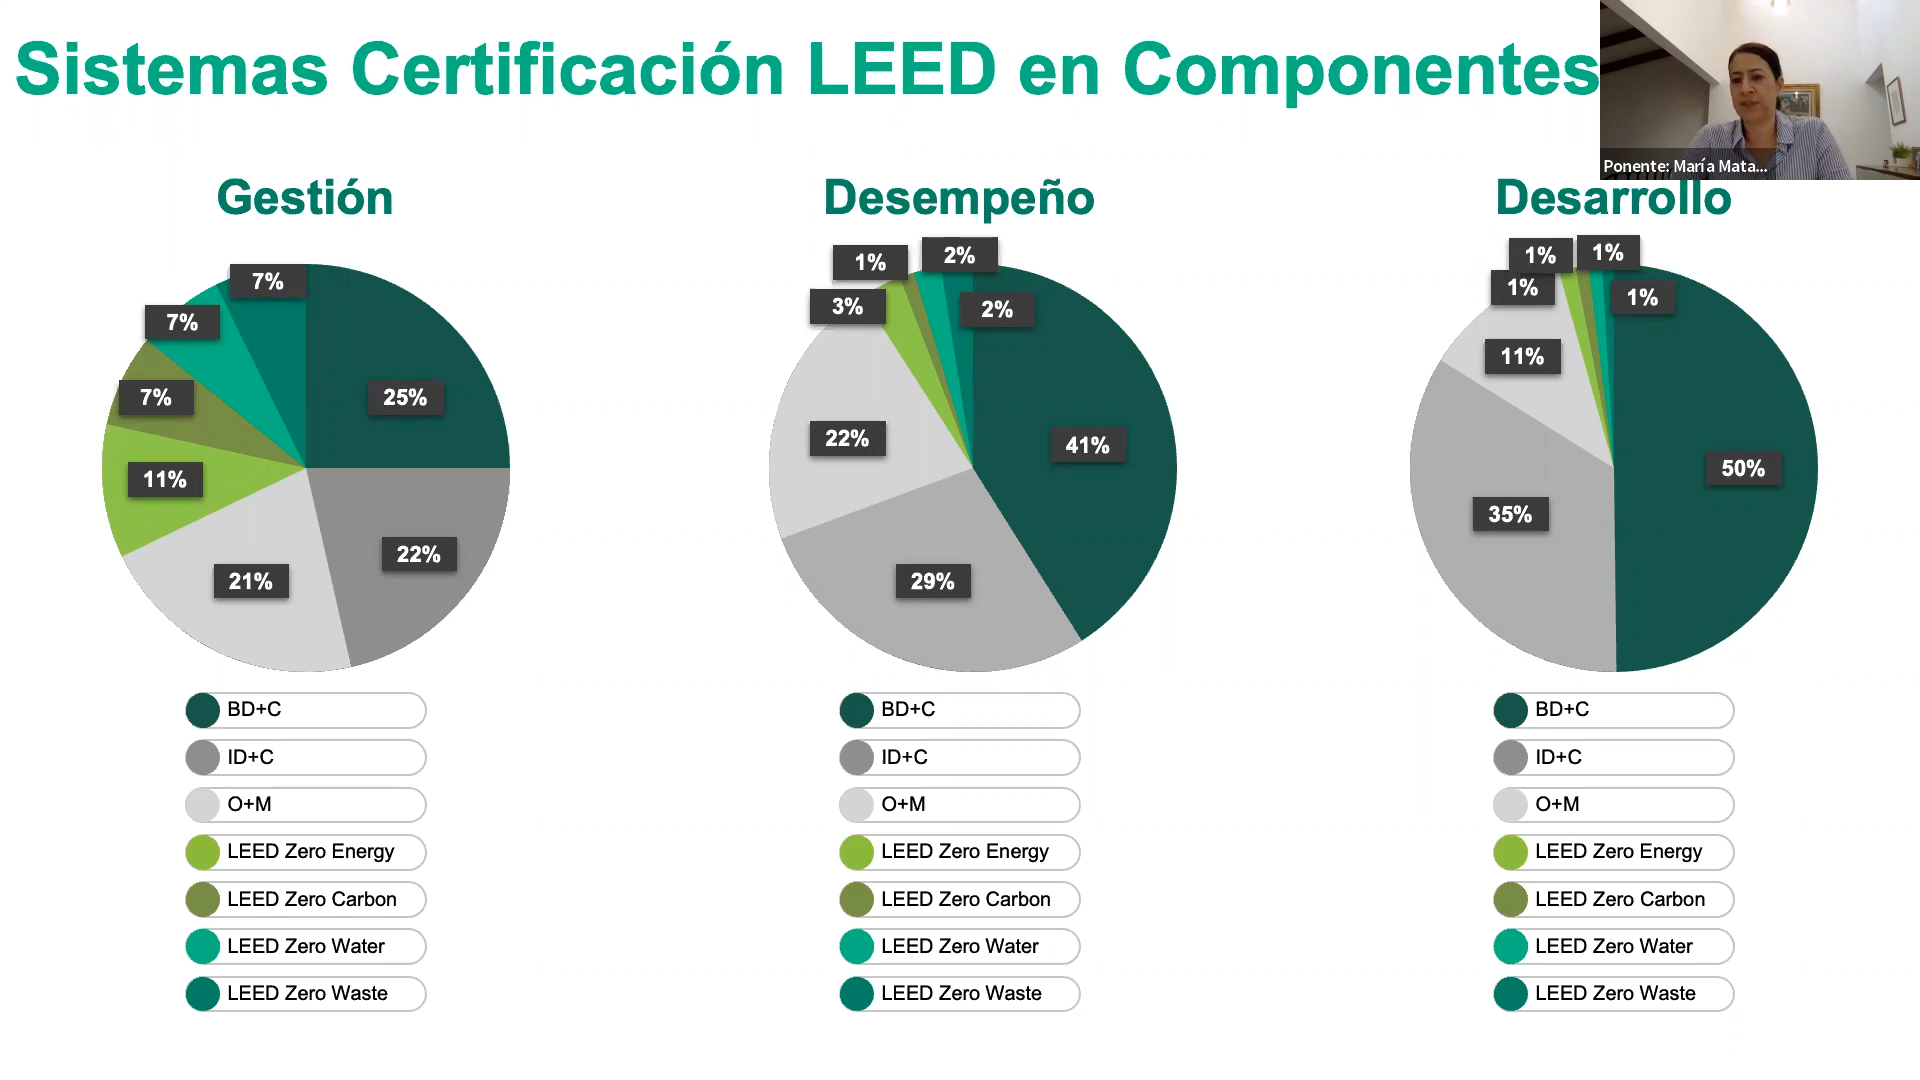 Sistemas Certificación LEED en Componentes
Ponente: María Mata...
Gestión
7%
7%
7%
25%
11%
22%
21%
BD+C
ID+C
O+M
LEED Zero Energy
LEED Zero Carbon
LEED Zero Water
LEED Zero Waste
Desempeño
1%
2%
3%
2%
22%
41%
29%
BD+C
ID+C
O+M
LEED Zero Energy
LEED Zero Carbon
LEED Zero Water
LEED Zero Waste
Desarrollo
1%
1%
1%
1%
11%
50%
35%
BD+C
ID+C
O+M
LEED Zero Energy
LEED Zero Carbon
LEED Zero Water
LEED Zero Waste